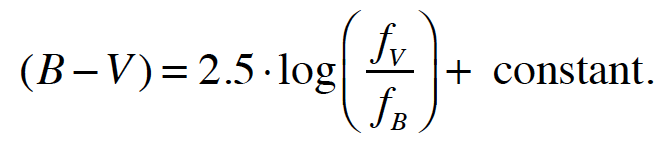 (B − V) = 2.5 · log(f_V / f_B) + constant.